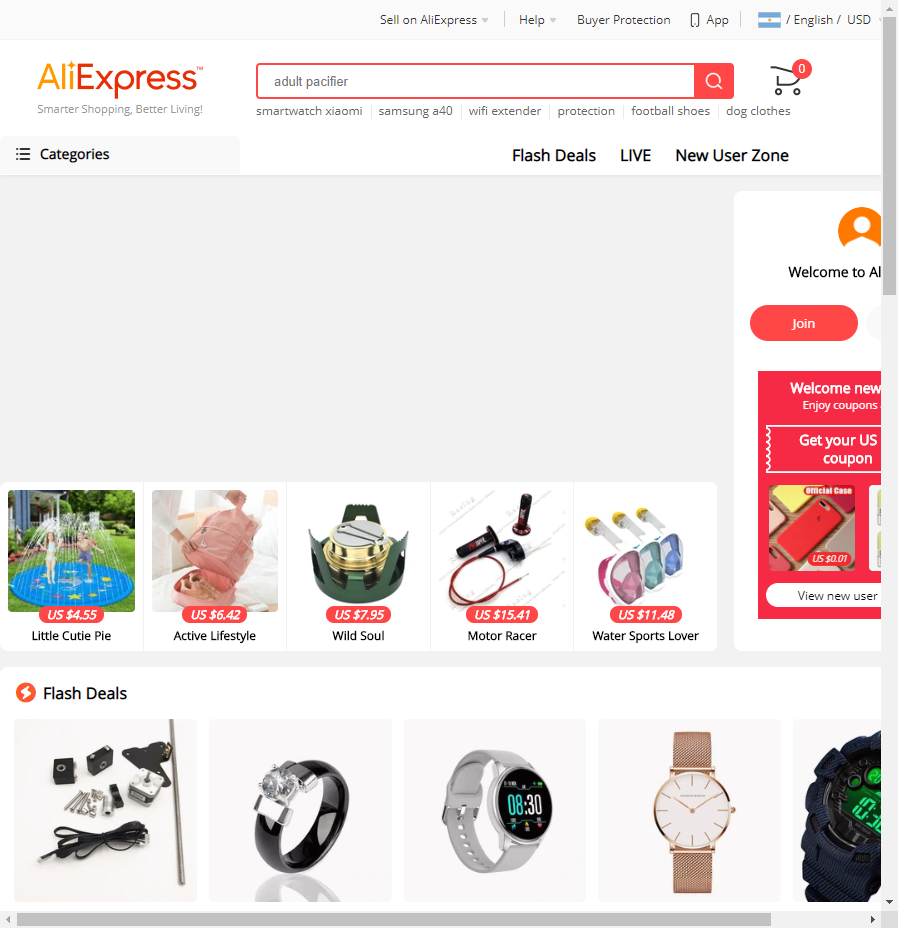 Sell on AliExpress
Help
Buyer Protection
App
/ English / USD
AliExpress™
Smarter Shopping, Better Living!
adult pacifier
0
smartwatch xiaomi
samsung a40
wifi extender
protection
football shoes
dog clothes
Categories
Flash Deals
LIVE
New User Zone
Welcome to Al
Join
Welcome new
Enjoy coupons
Get your US
coupon
Official Case
US $0.01
View new user
US $4.55
Little Cutie Pie
US $6.42
Active Lifestyle
US $7.95
Wild Soul
US $15.41
Motor Racer
US $11.48
Water Sports Lover
Flash Deals
08:30